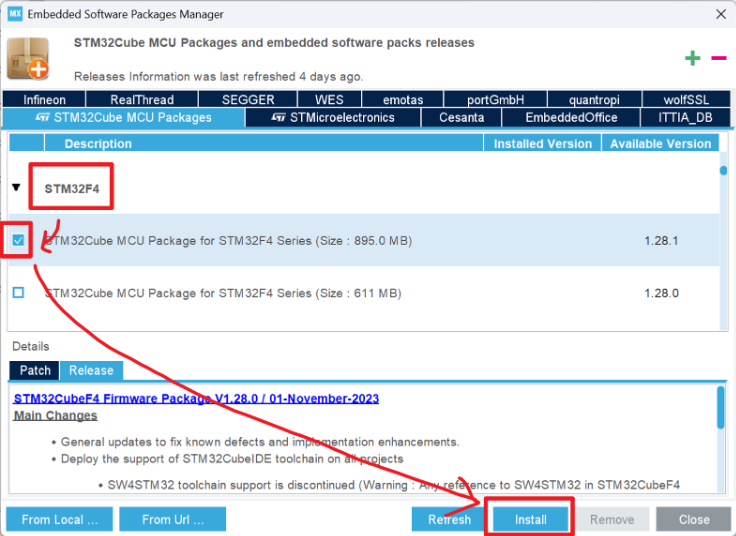 MX Embedded Software Packages Manager
STM32Cube MCU Packages and embedded software packs releases
Releases Information was last refreshed 4 days ago.
Infineon RealThread SEGGER WES emotas portGmbH quantropi wolfSSL
STM32Cube MCU Packages STMicroelectronics Cesanta EmbeddedOffice ITTIA_DB
Description Installed Version Available Version
STM32F4
STM32Cube MCU Package for STM32F4 Series (Size : 895.0 MB) 1.28.1
STM32Cube MCU Package for STM32F4 Series (Size : 611 MB) 1.28.0
Details
Patch Release
STM32CubeF4 Firmware Package V1.28.0 / 01-November-2023
Main Changes
• General updates to fix known defects and implementation enhancements.
• Deploy the support of STM32CubeIDE toolchain on all projects
• SW4STM32 toolchain support is discontinued (Warning : Any reference to SW4STM32 in STM32CubeF4
From Local ... From Url ... Refresh Install Remove Close